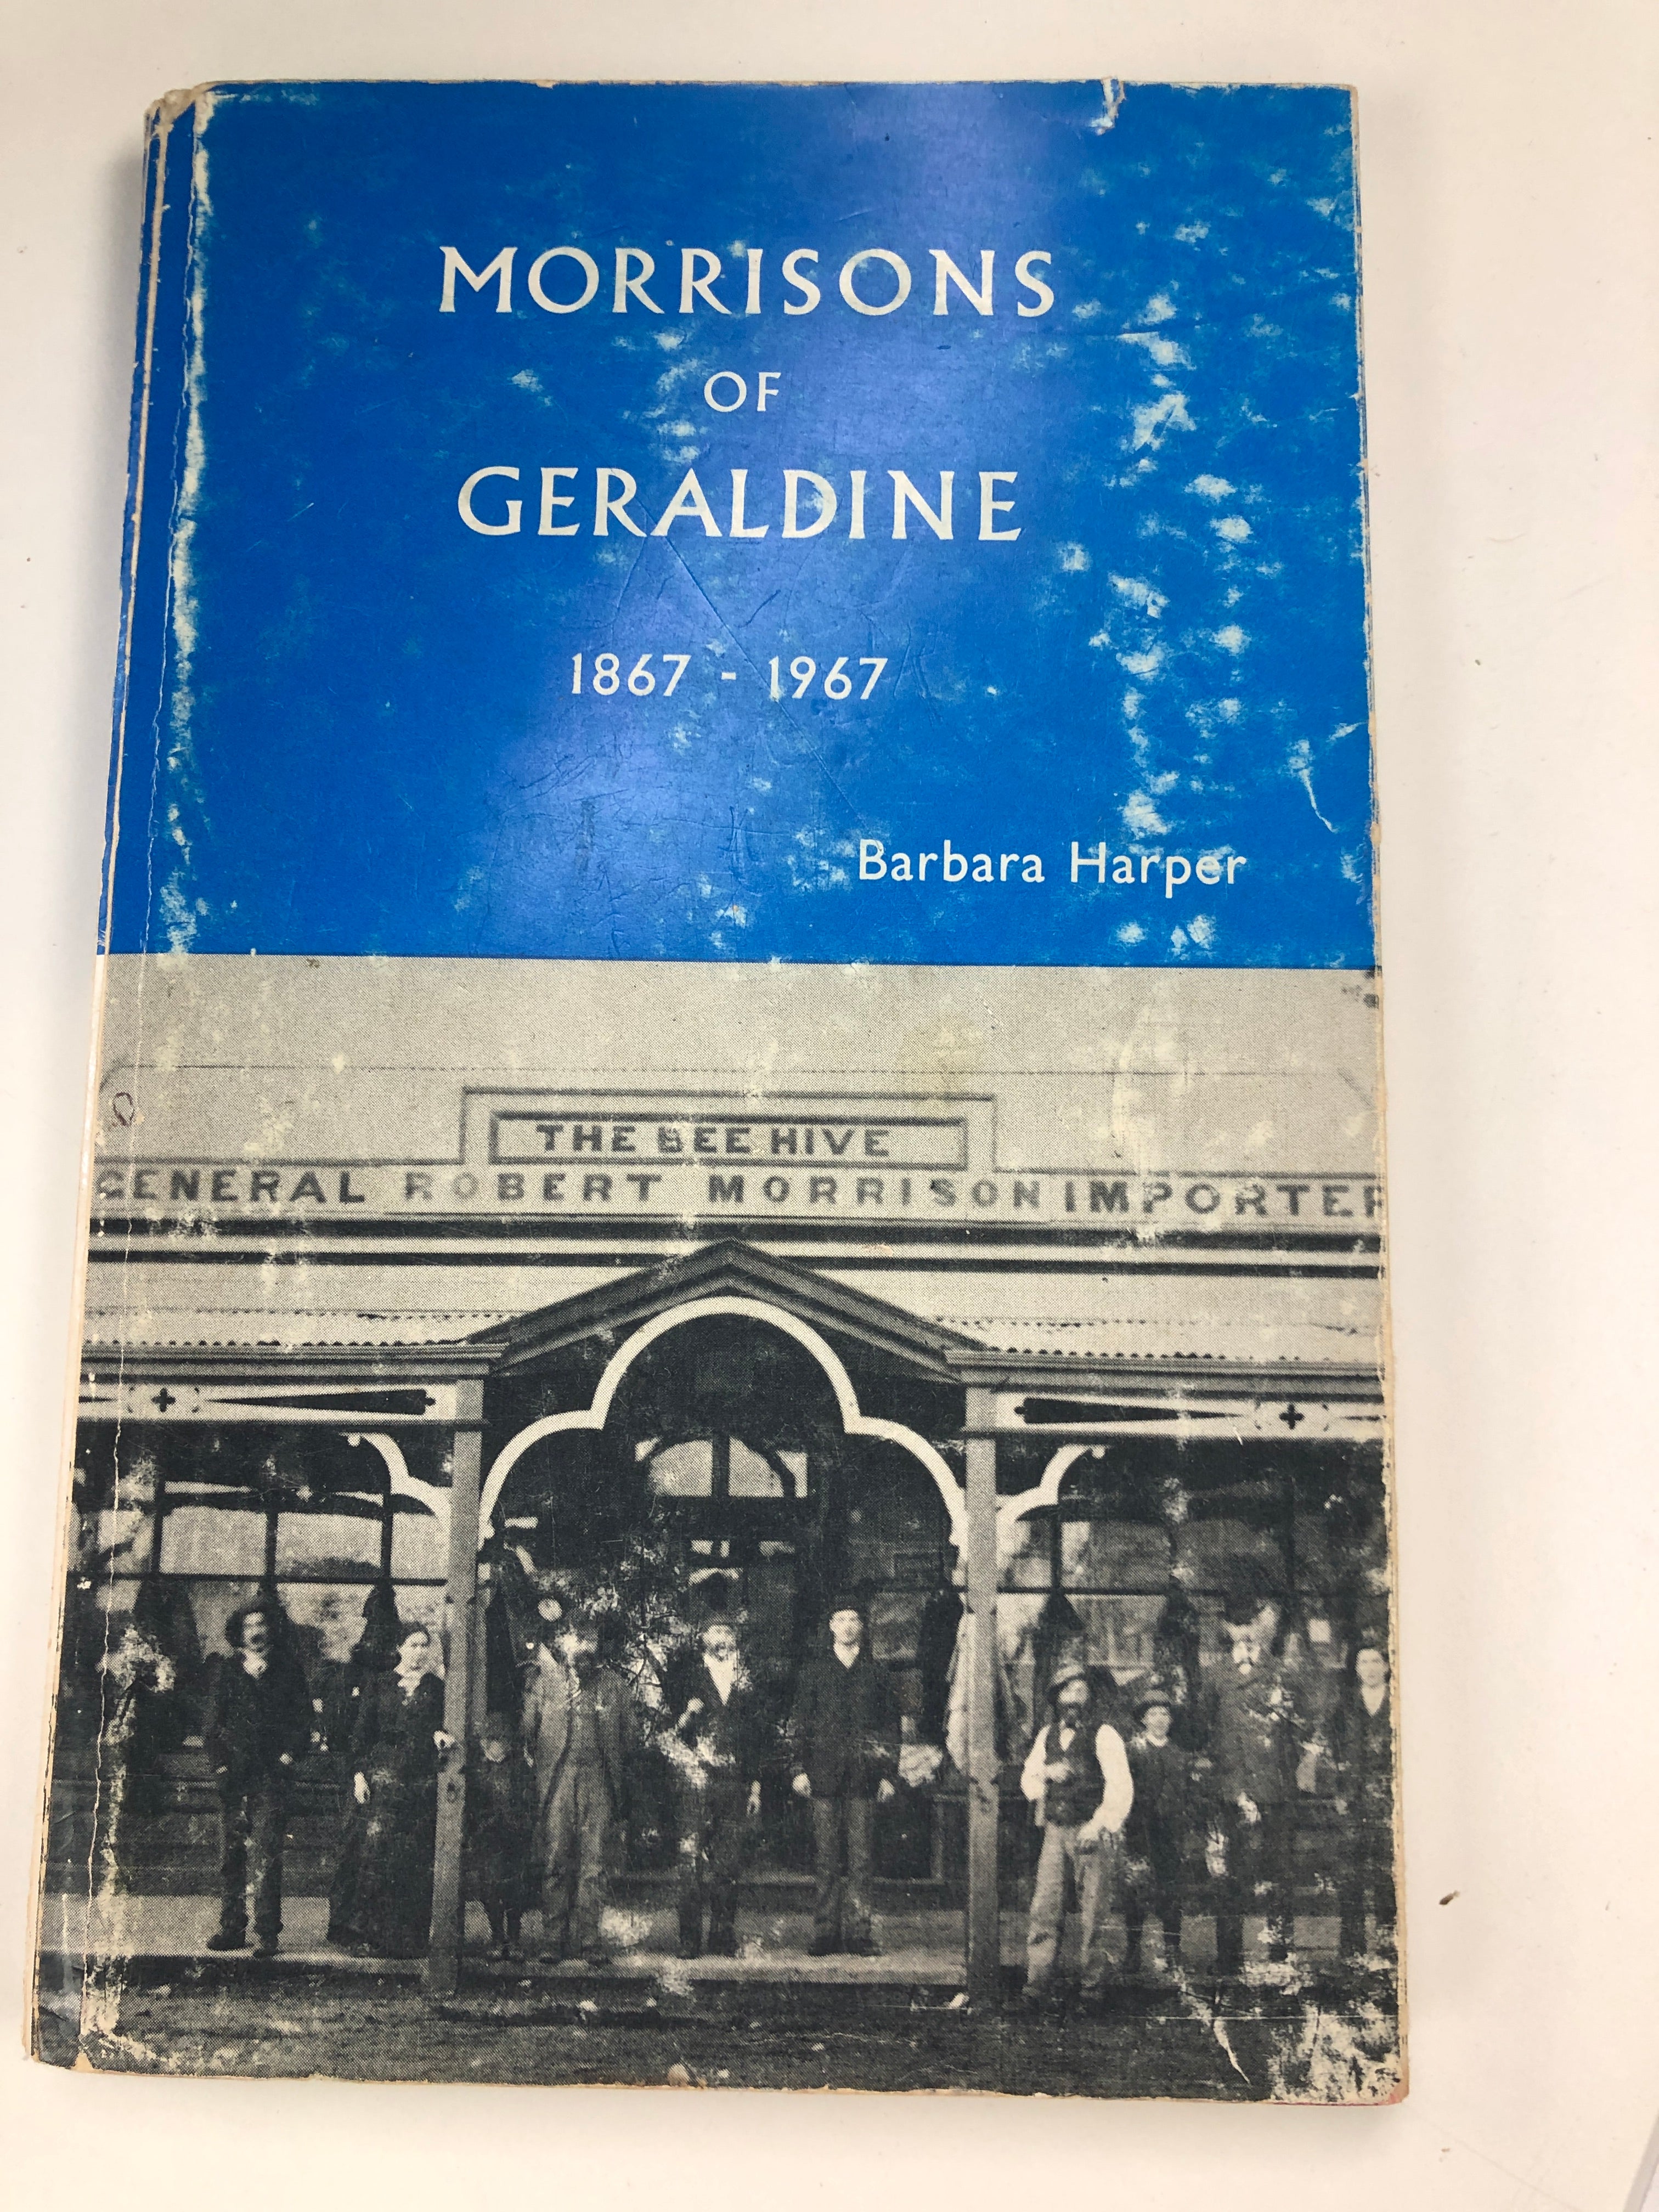 MORRISONS
OF
GERALDINE
1867 - 1967
Barbara Harper
THE BEE HIVE
GENERAL ROBERT MORRISON IMPORTER